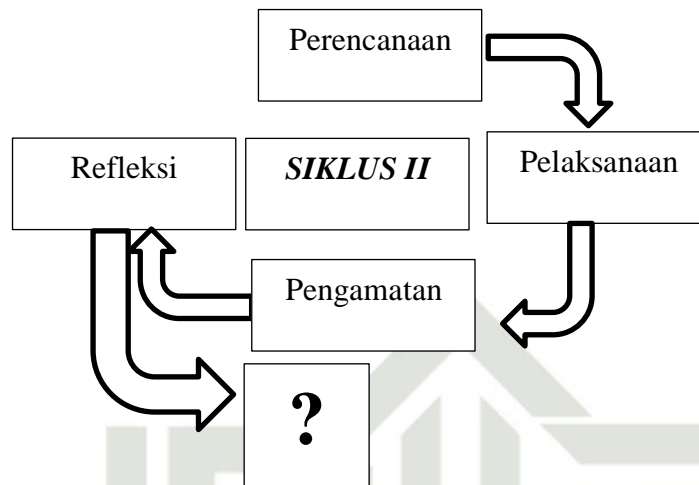 Perencanaan
Refleksi
SIKLUS II
Pelaksanaan
Pengamatan
?